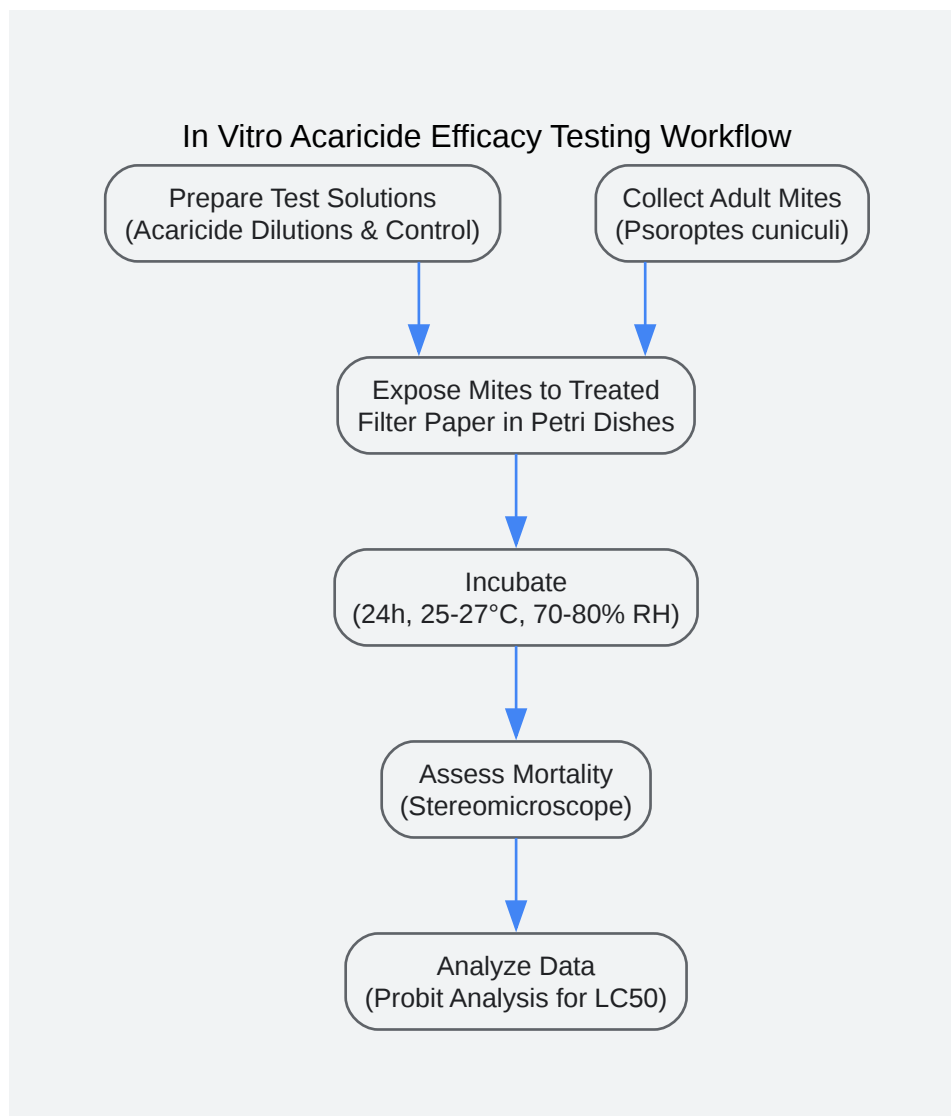 In Vitro Acaricide Efficacy Testing Workflow
Prepare Test Solutions
(Acaricide Dilutions & Control)
Collect Adult Mites
(Psoroptes cuniculi)
Expose Mites to Treated
Filter Paper in Petri Dishes
Incubate
(24h, 25-27°C, 70-80% RH)
Assess Mortality
(Stereomicroscope)
Analyze Data
(Probit Analysis for LC50)